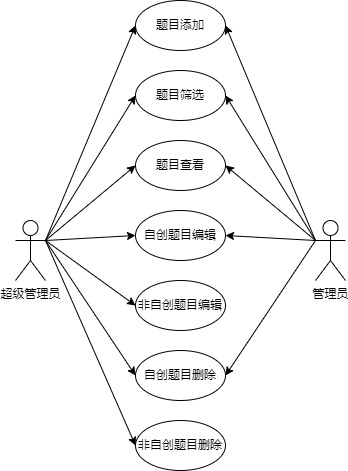 题目添加
题目筛选
题目查看
自创题目编辑
超级管理员
管理员
非自创题目编辑
自创题目删除
非自创题目删除